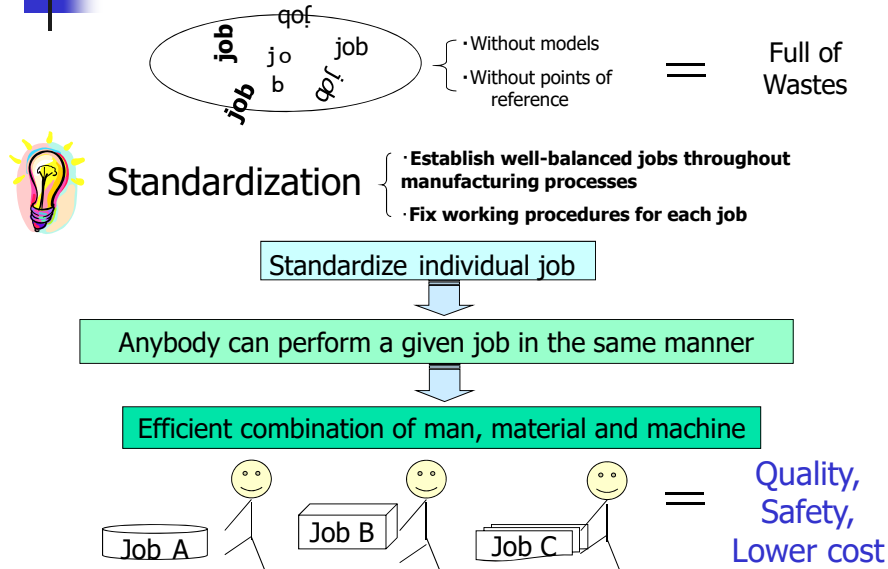 job
job
jo
b
job
job
job
·Without models
·Without points of
reference
=
Full of
Wastes
Standardization
·Establish well-balanced jobs throughout
manufacturing processes
·Fix working procedures for each job
Standardize individual job
Anybody can perform a given job in the same manner
Efficient combination of man, material and machine
Job A
Job B
Job C
=
Quality,
Safety,
Lower cost